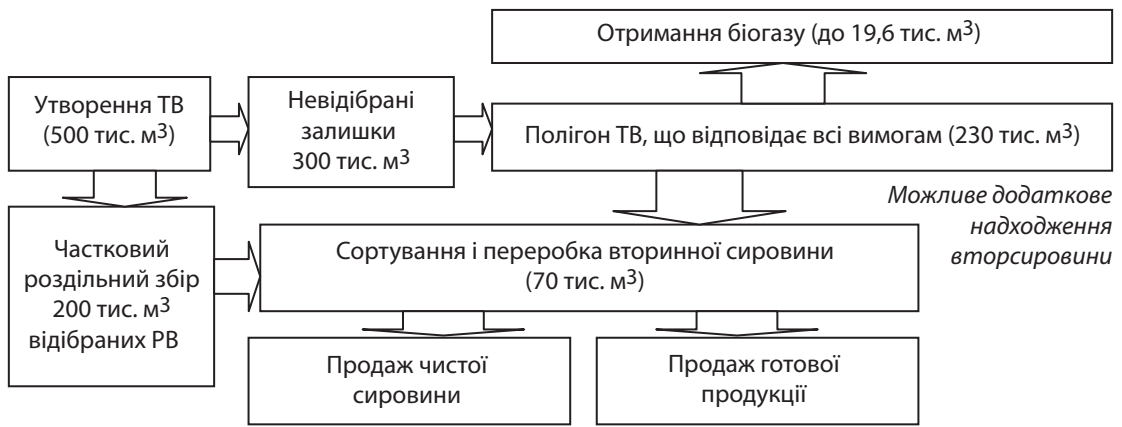 Отримання біогазу (до 19,6 тис. м³)
Утворення ТВ
(500 тис. м³)
Невідібрані
залишки
300 тис. м³
Полігон ТВ, що відповідає всі вимогам (230 тис. м³)
Можливе додаткове
надходження
вторсировини
Частковий
роздільний збір
200 тис. м³
відібраних РВ
Сортування і переробка вторинної сировини
(70 тис. м³)
Продаж чистої
сировини
Продаж готової
продукції